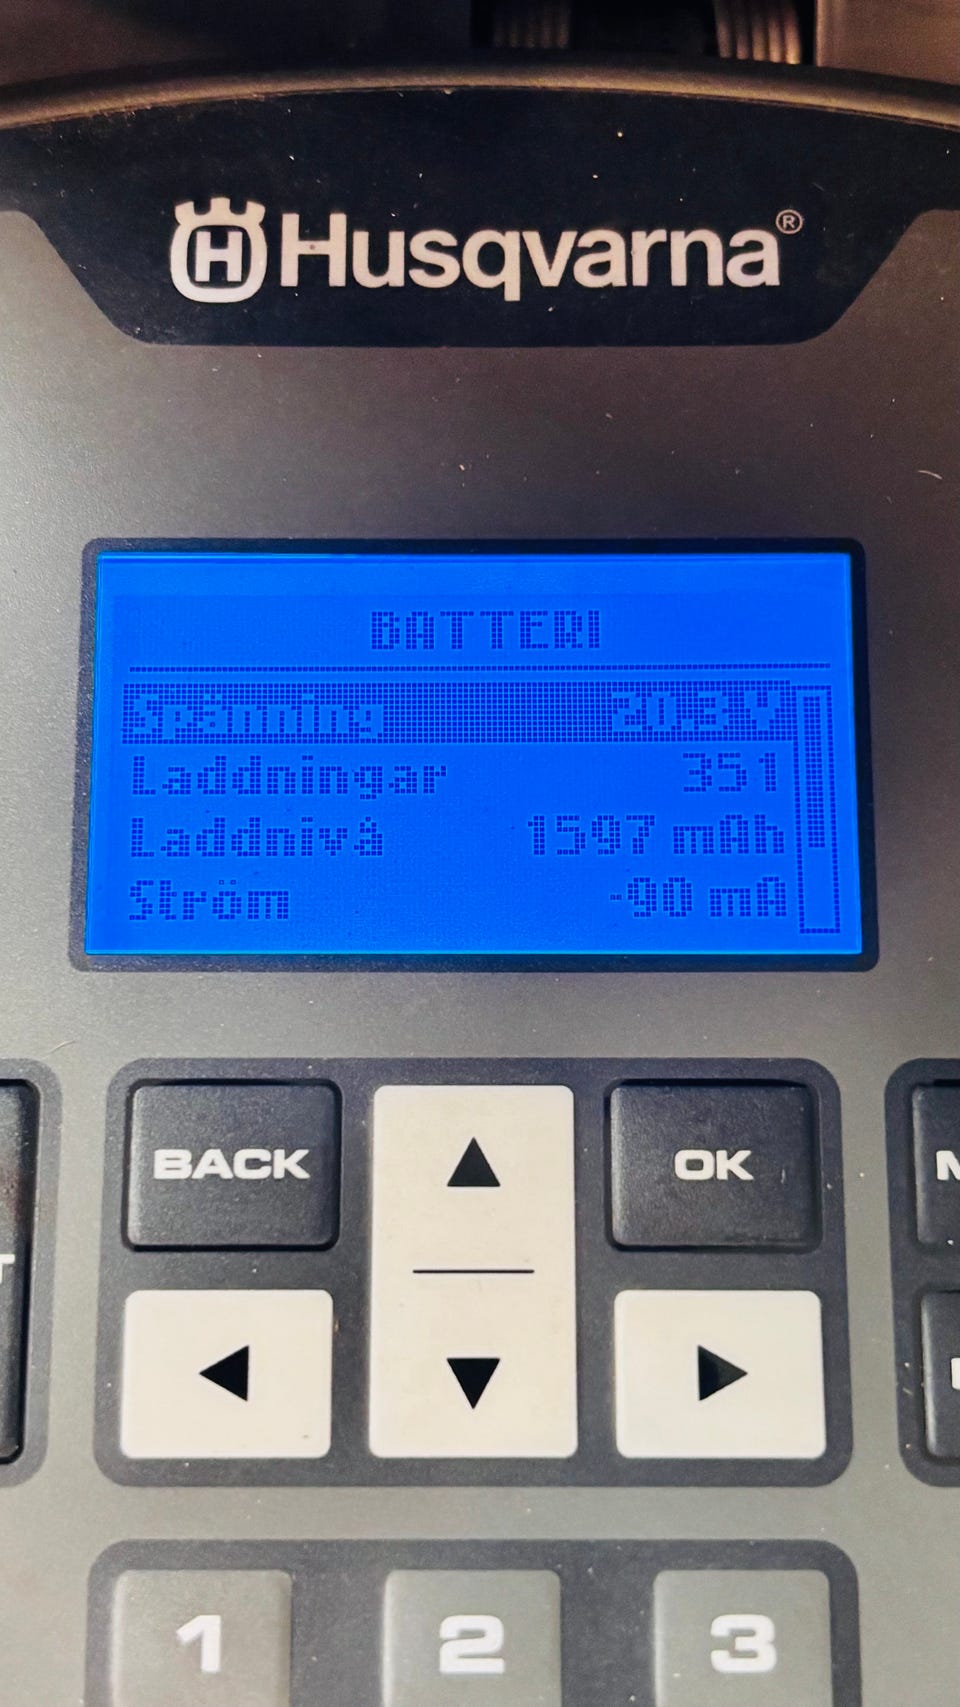 H Husqvarna®
BATTERI
Spänning 20.3 V
Laddningar 351
Laddnivå 1597 mAh
Ström -90 mA
BACK
OK
1 2 3